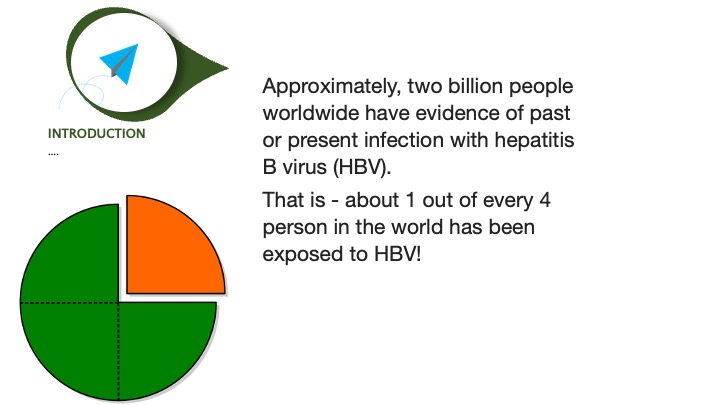 INTRODUCTION
....
Approximately, two billion people
worldwide have evidence of past
or present infection with hepatitis
B virus (HBV).
That is - about 1 out of every 4
person in the world has been
exposed to HBV!